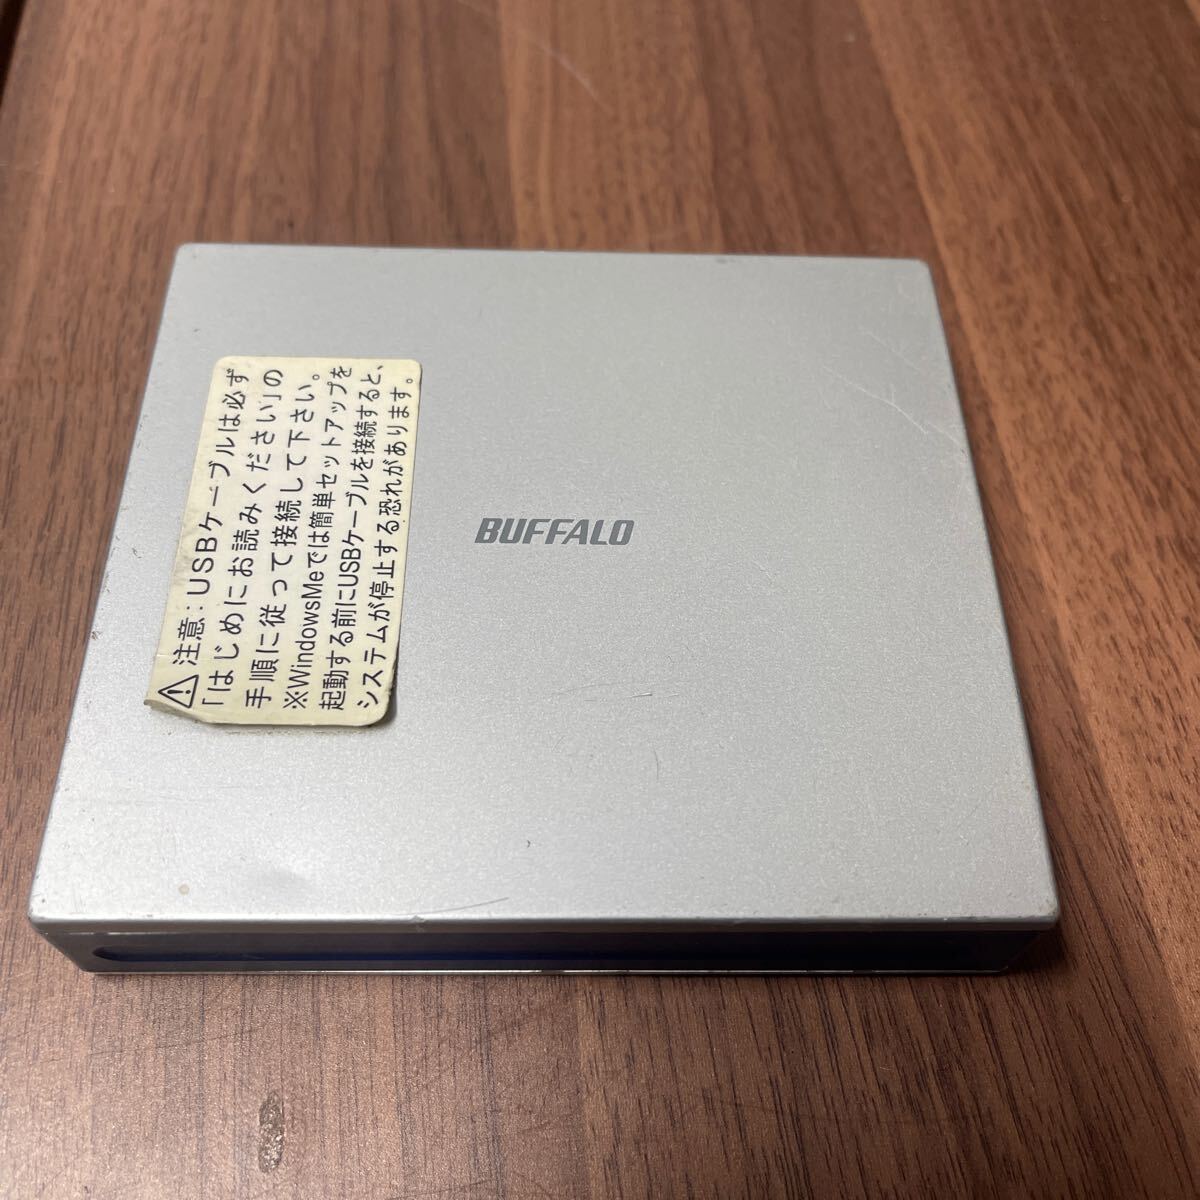 ⚠注意:USBケーブルは必ず
「はじめにお読みください」の
手順に従って接続して下さい。
※WindowsMeでは簡単セットアップを
起動する前にUSBケーブルを接続すると、
システムが停止する恐れがあります。
BUFFALO